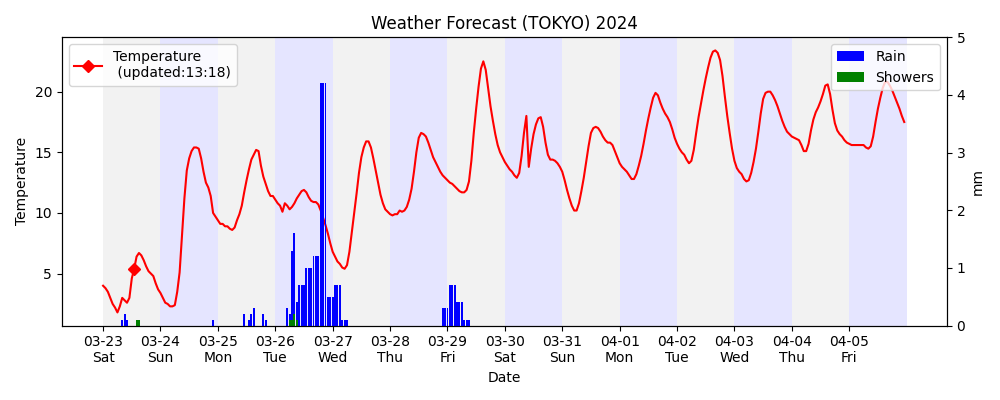 Weather Forecast (TOKYO) 2024
Temperature
(updated:13:18)
Rain
Showers
Temperature
20
15
10
5
5
4
3
2
1
0
mm
03-23 03-24 03-25 03-26 03-27 03-28 03-29 03-30 03-31 04-01 04-02 04-03 04-04 04-05
Sat Sun Mon Tue Wed Thu Fri Sat Sun Mon Tue Wed Thu Fri
Date